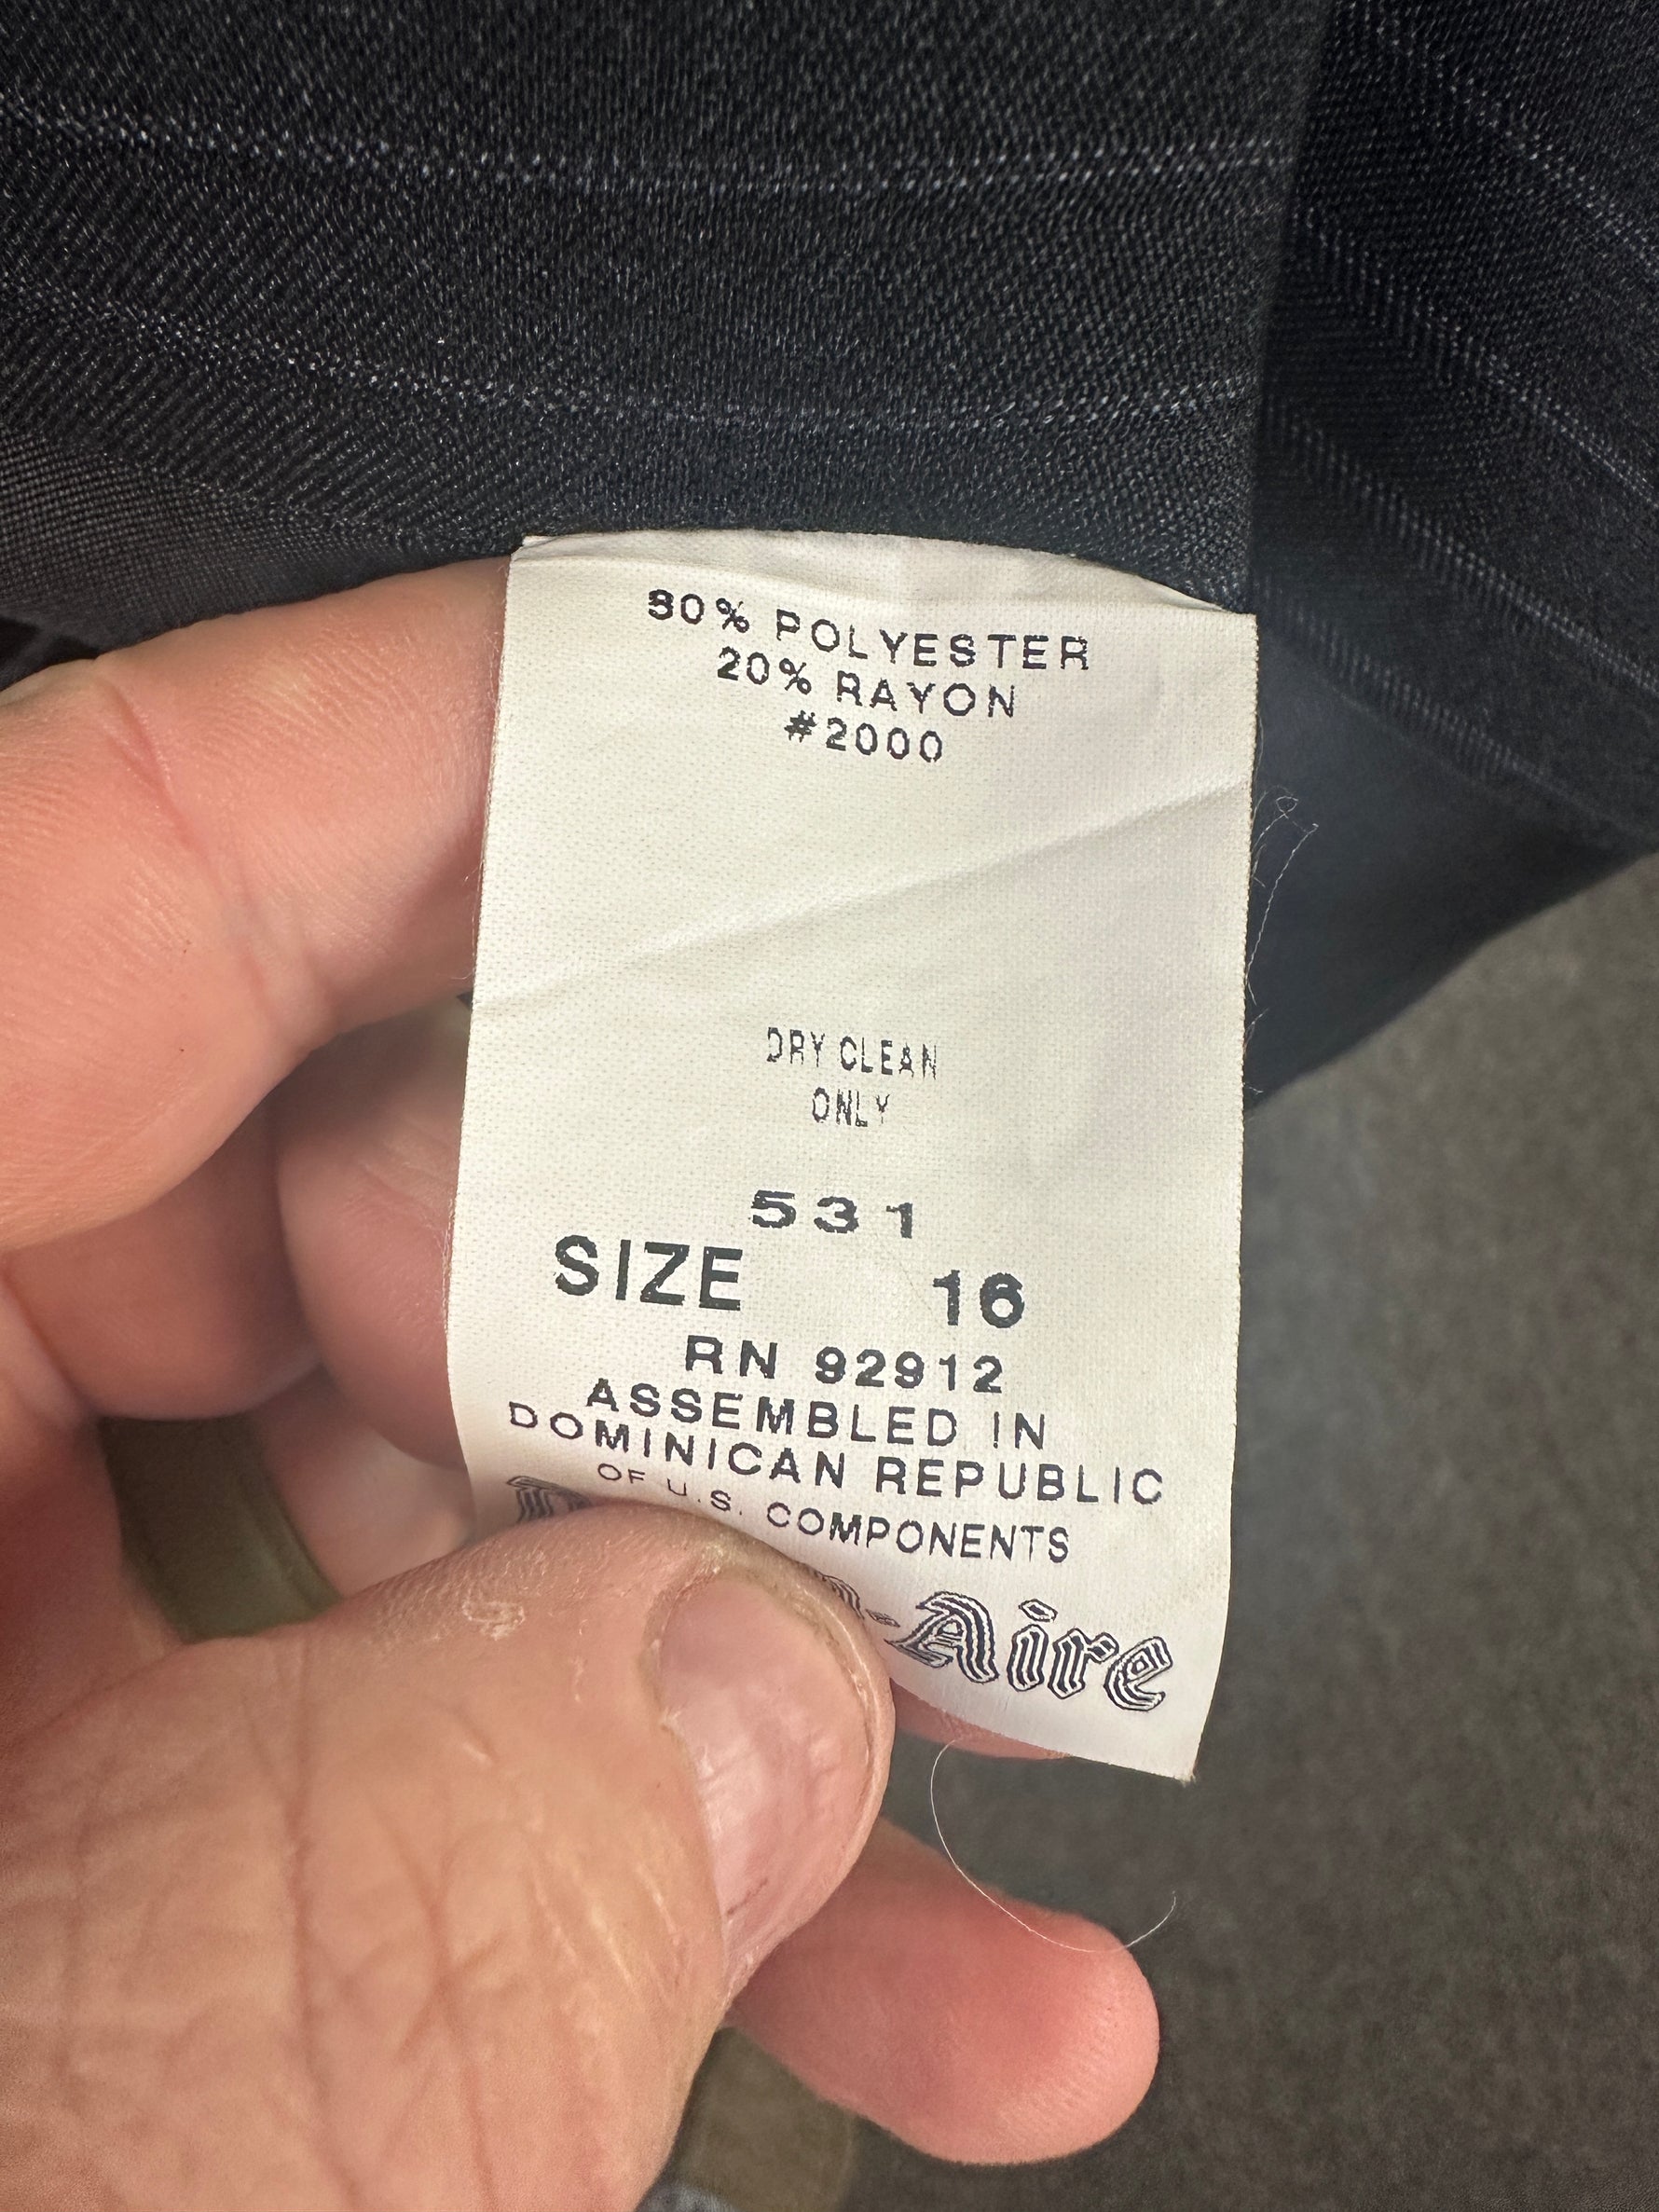 80% POLYESTER
20% RAYON
#2000
DRY CLEAN
ONLY
531
SIZE 16
RN 92912
ASSEMBLED IN
DOMINICAN REPUBLIC
OF U.S. COMPONENTS
-Aire